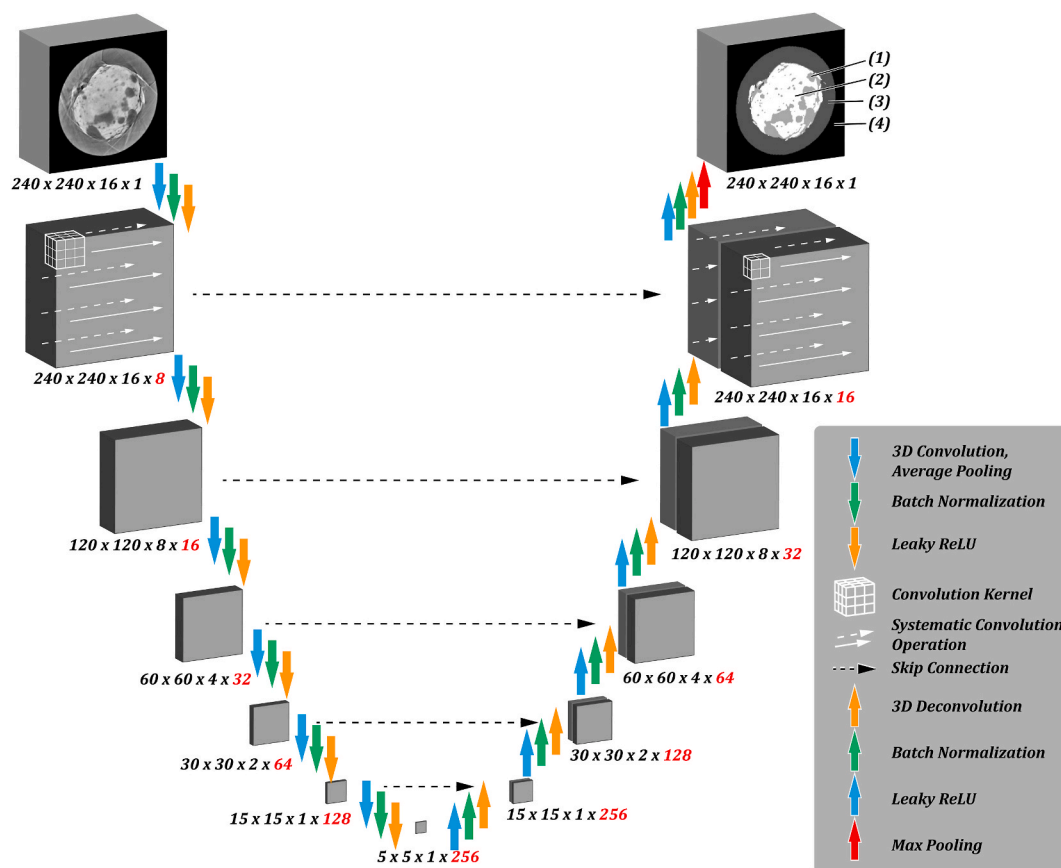 (1)
(2)
(3)
(4)
240 x 240 x 16 x 1
240 x 240 x 16 x 1
240 x 240 x 16 x 8
240 x 240 x 16 x 16
120 x 120 x 8 x 16
120 x 120 x 8 x 32
60 x 60 x 4 x 32
60 x 60 x 4 x 64
30 x 30 x 2 x 64
30 x 30 x 2 x 128
15 x 15 x 1 x 128
15 x 15 x 1 x 256
5 x 5 x 1 x 256
3D Convolution,
Average Pooling
Batch Normalization
Leaky ReLU
Convolution Kernel
Systematic Convolution
Operation
Skip Connection
3D Deconvolution
Batch Normalization
Leaky ReLU
Max Pooling